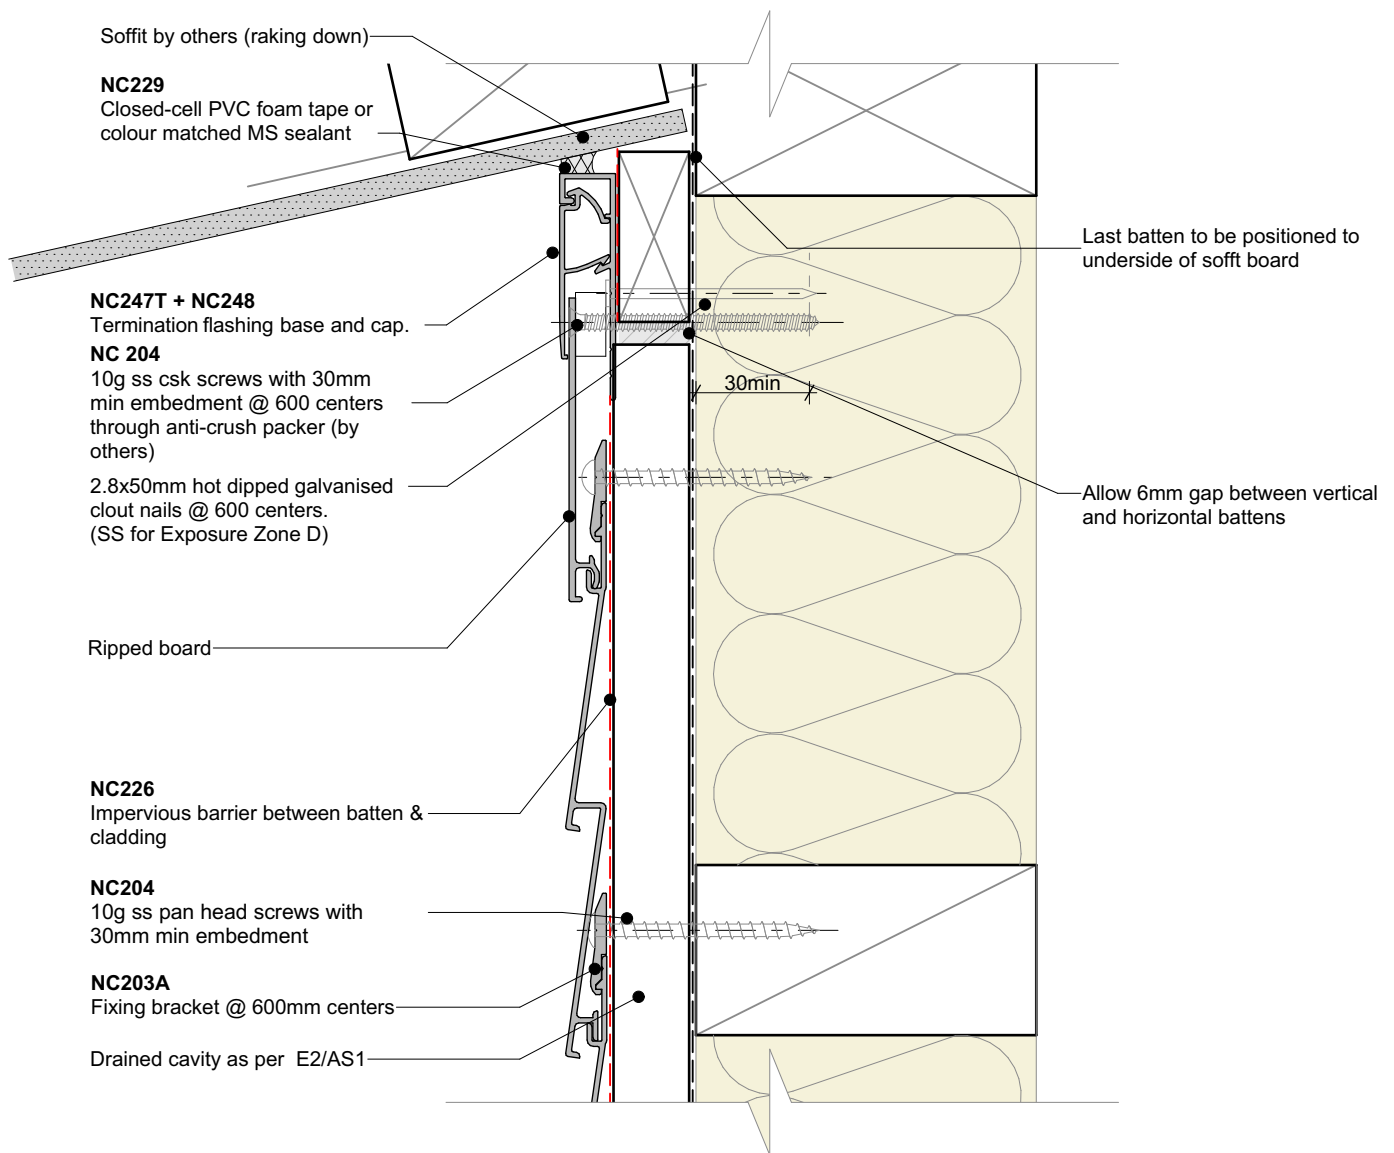 Soffit by others (raking down)
NC229
Closed-cell PVC foam tape or
colour matched MS sealant
NC247T + NC248
Termination flashing base and cap.
NC 204
10g ss csk screws with 30mm
min embedment @ 600 centers
through anti-crush packer (by
others)
2.8x50mm hot dipped galvanised
clout nails @ 600 centers.
(SS for Exposure Zone D)
Ripped board
NC226
Impervious barrier between batten &
cladding
NC204
10g ss pan head screws with
30mm min embedment
NC203A
Fixing bracket @ 600mm centers
Drained cavity as per E2/AS1
30min
Last batten to be positioned to
underside of sofft board
Allow 6mm gap between vertical
and horizontal battens